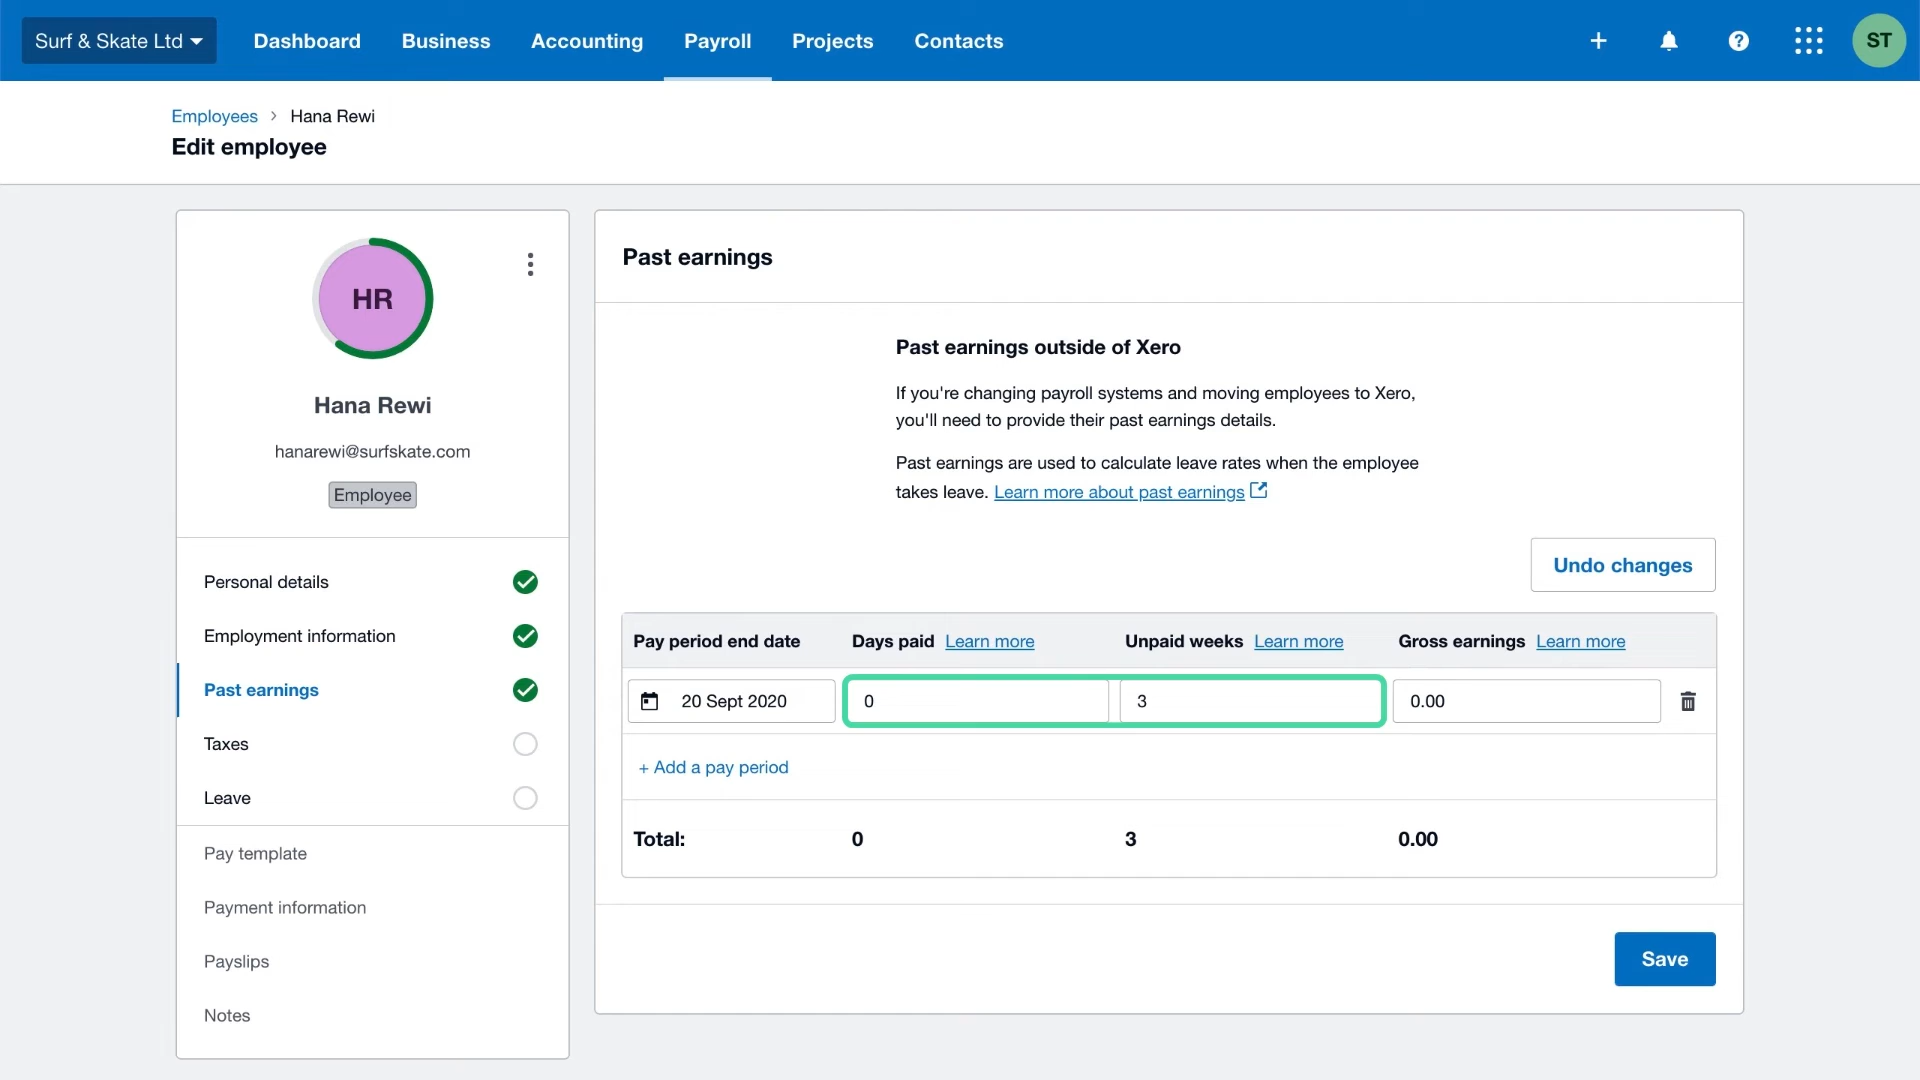 Surf & Skate Ltd
Dashboard
Business
Accounting
Payroll
Projects
Contacts
ST
Employees > Hana Rewi
Edit employee
HR
Hana Rewi
hanarewi@surfskate.com
Employee
Personal details
Employment information
Past earnings
Taxes
Leave
Pay template
Payment information
Payslips
Notes
Past earnings
Past earnings outside of Xero
If you're changing payroll systems and moving employees to Xero,
you'll need to provide their past earnings details.
Past earnings are used to calculate leave rates when the employee
takes leave. Learn more about past earnings
Undo changes
Pay period end date Days paid Learn more Unpaid weeks Learn more Gross earnings Learn more
20 Sept 2020 0 3 0.00
+ Add a pay period
Total: 0 3 0.00
Save